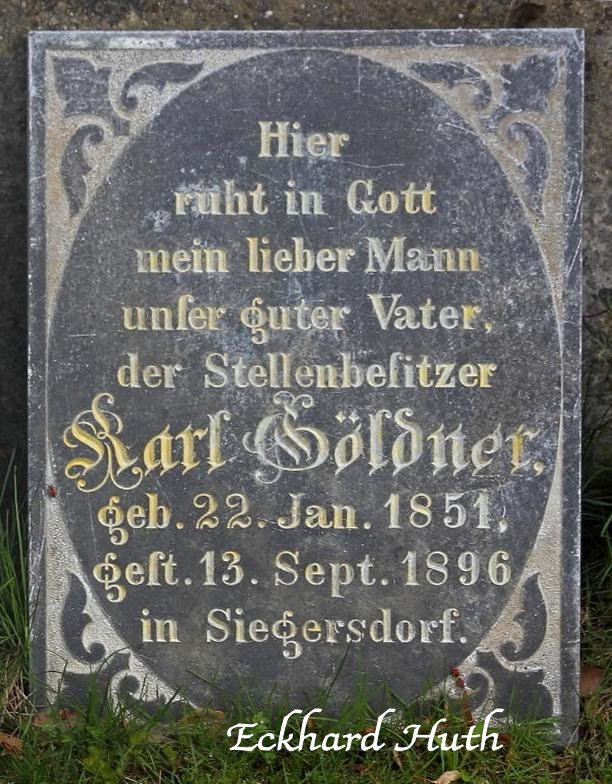 Hier
ruht in Gott
mein lieber Mann
unſer guter Vater,
der Stellenbeſitzer
Karl Göldner,
geb. 22. Jan. 1851,
geſt. 13. Sept. 1896
in Siegersdorf.
Eckhard Huth